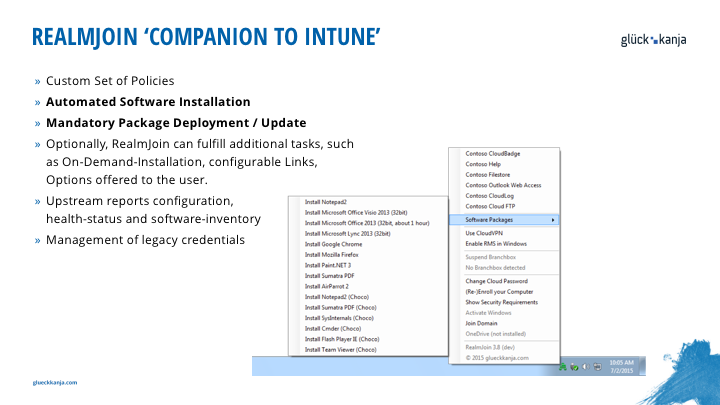 REALMJOIN ‘COMPANION TO INTUNE’
glück kanja
» Custom Set of Policies
» Automated Software Installation
» Mandatory Package Deployment / Update
» Optionally, RealmJoin can fulfill additional tasks, such
as On-Demand-Installation, configurable Links,
Options offered to the user.
» Upstream reports configuration,
health-status and software-inventory
» Management of legacy credentials
Install Notepad2
Install Microsoft Office Visio 2013 (32bit)
Install Microsoft Office 2013 (32bit, about 1 hour)
Install Microsoft Lync 2013 (32bit)
Install Google Chrome
Install Mozilla Firefox
Install Paint.NET 3
Install Sumatra PDF
Install AirParrot 2
Install Notepad2 (Choco)
Install Sumatra PDF (Choco)
Install SysInternals (Choco)
Install Cmder (Choco)
Install Flash Player IE (Choco)
Install Team Viewer (Choco)
Contoso CloudBadge
Contoso Help
Contoso Filestore
Contoso Outlook Web Access
Contoso CloudLog
Contoso Cloud FTP
Software Packages
Use CloudVPN
Enable RMS in Windows
Suspend Branchbox
No Branchbox detected
Change Cloud Password
(Re-)Enroll your Computer
Show Security Requirements
Activate Windows
Join Domain
OneDrive (not installed)
RealmJoin 3.8 (dev)
© 2015 glueckkanja.com
10:05 AM
7/2/2015
glueckkanja.com